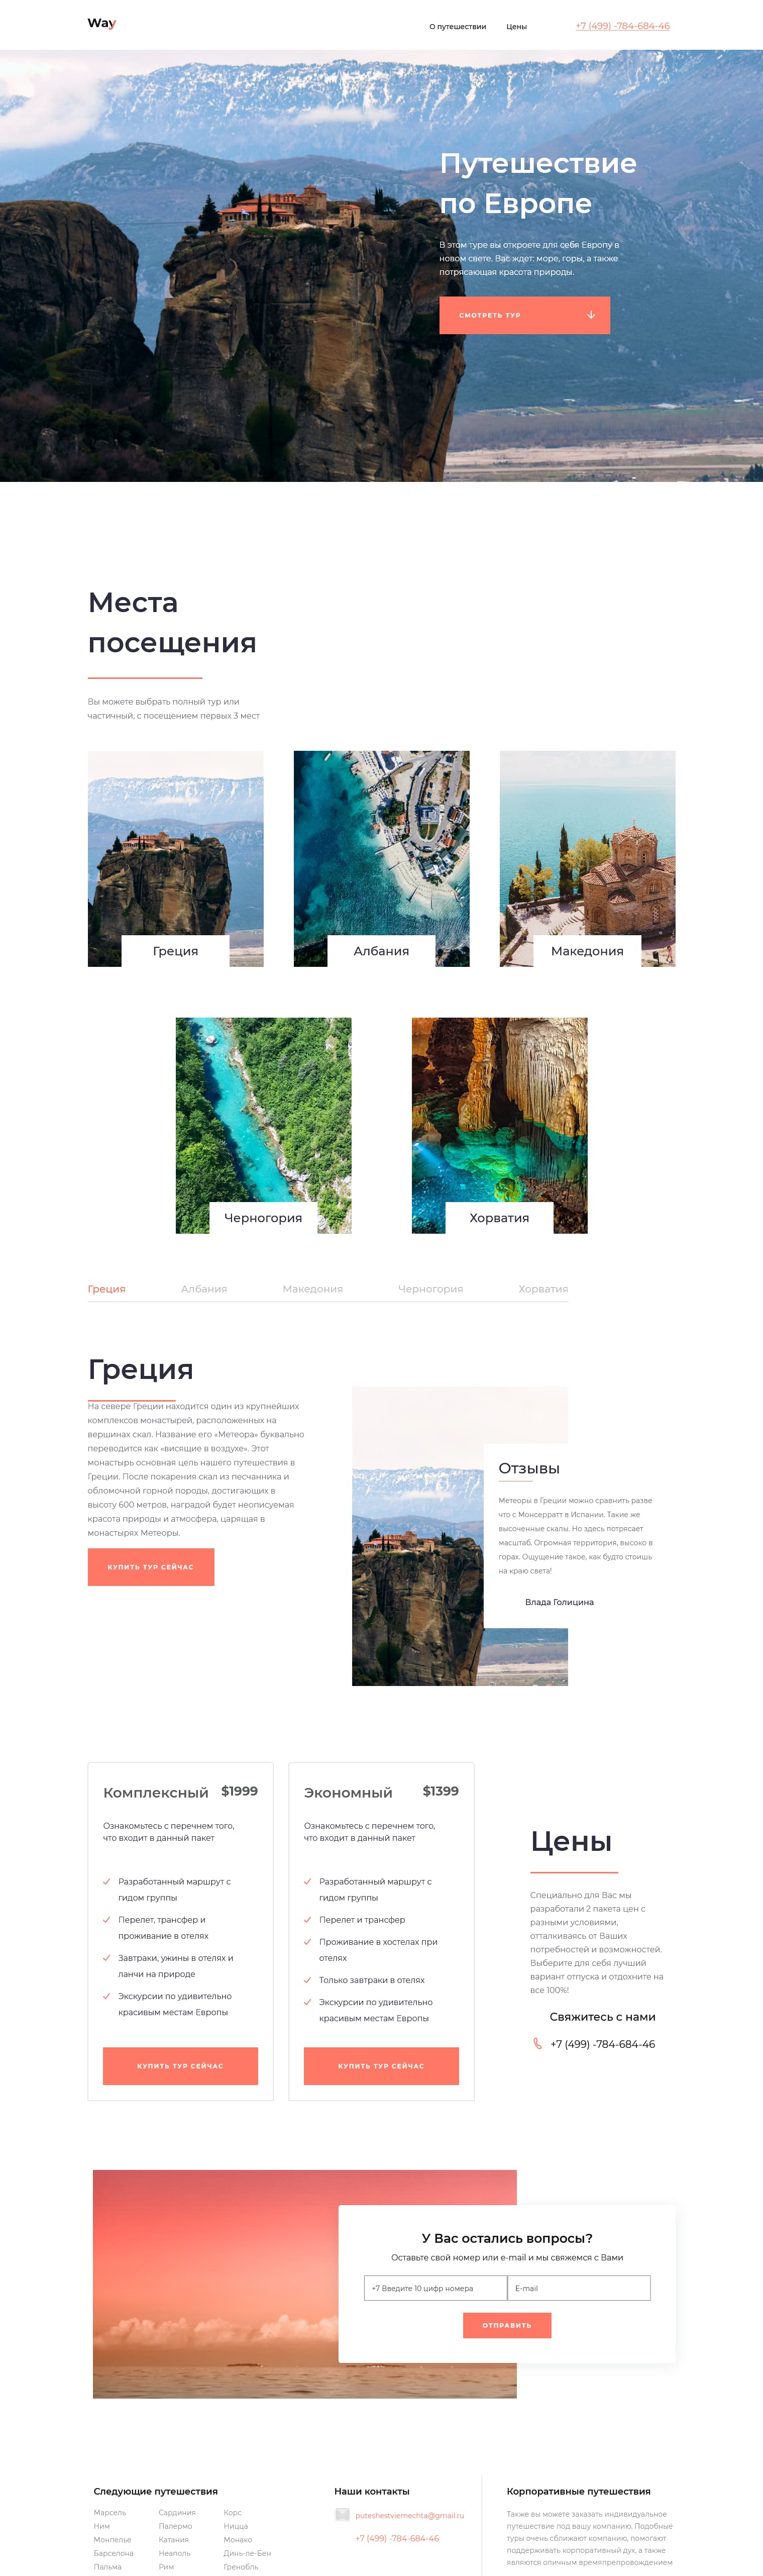 Way
О путешествии
Цены
+7 (499) -784-684-46
Путешествие
по Европе
В этом туре вы откроете для себя Европу в
новом свете. Вас ждет: море, горы, а также
потрясающая красота природы.
СМОТРЕТЬ ТУР
Места
посещения
Вы можете выбрать полный тур или
частичный, с посещением первых 3 мест
Греция
Албания
Македония
Черногория
Хорватия
Греция
Албания
Македония
Черногория
Хорватия
Греция
На севере Греции находится один из крупнейших
комплексов монастырей, расположенных на
вершинах скал. Название его «Метеора» буквально
переводится как «висящие в воздухе». Этот
монастырь основная цель нашего путешествия в
Греции. После покарения скал из песчанника и
обломочной горной породы, достигающих в
высоту 600 метров, наградой будет неописуемая
красота природы и атмосфера, царящая в
монастырях Метеоры.
КУПИТЬ ТУР СЕЙЧАС
Отзывы
Метеоры в Греции можно сравнить разве
что с Монсерратт в Испании. Такие же
высоченные скалы. Но здесь потрясает
масштаб. Огромная территория, высоко в
горах. Ощущение такое, как будто стоишь
на краю света!
Влада Голицина
Комплексный
$1999
Ознакомьтесь с перечнем того,
что входит в данный пакет
Разработанный маршрут с
гидом группы
Перелет, трансфер и
проживание в отелях
Завтраки, ужины в отелях и
ланчи на природе
Экскурсии по удивительно
красивым местам Европы
КУПИТЬ ТУР СЕЙЧАС
Экономный
$1399
Ознакомьтесь с перечнем того,
что входит в данный пакет
Разработанный маршрут с
гидом группы
Перелет и трансфер
Проживание в хостелах при
отелях
Только завтраки в отелях
Экскурсии по удивительно
красивым местам Европы
КУПИТЬ ТУР СЕЙЧАС
Цены
Специально для Вас мы
разработали 2 пакета цен с
разными условиями,
отталкиваясь от Ваших
потребностей и возможностей.
Выберите для себя лучший
вариант отпуска и отдохните на
все 100%!
Свяжитесь с нами
+7 (499) -784-684-46
У Вас остались вопросы?
Оставьте свой номер или e-mail и мы свяжемся с Вами
+7 Введите 10 цифр номера
E-mail
ОТПРАВИТЬ
Следующие путешествия
Марсель
Ним
Монпелье
Барселона
Пальма
Сардиния
Палермо
Катания
Неаполь
Рим
Корс
Ницца
Монако
Динь-ле-Бен
Гренобль
Наши контакты
puteshestviemechta@gmail.ru
+7 (499) -784-684-46
Корпоративные путешествия
Также вы можете заказать индивидуальное
путешествие под вашу компанию. Подобные
туры очень сближают компанию, помогают
поддерживать корпоративный дух, а также
являются оличным времяпрепровождением